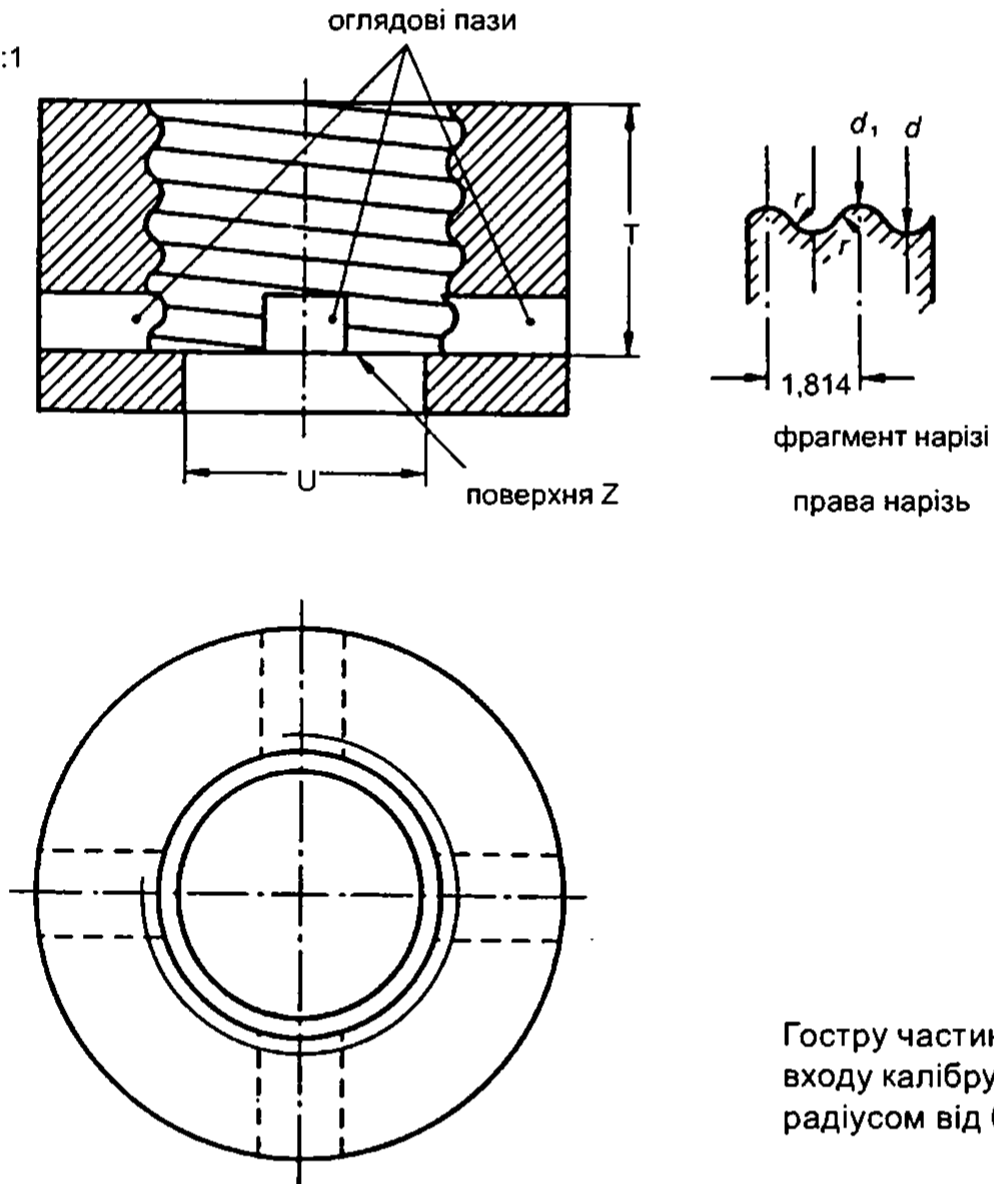 оглядові пази
:1
T
U
поверхня Z
d₁ d
r
r
1,814
фрагмент нарізі
права нарізь
Гостру частин
входу калібру
радіусом від